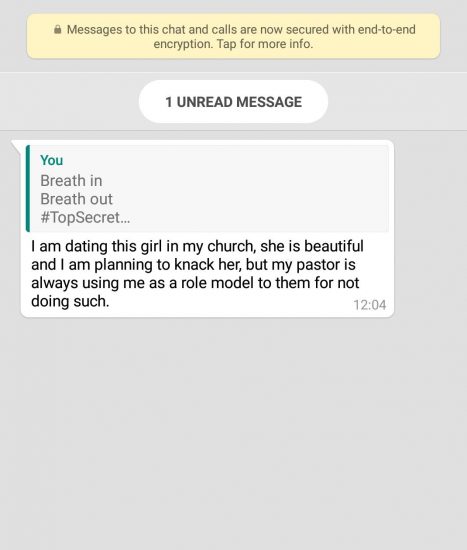 Messages to this chat and calls are now secured with end-to-end
encryption. Tap for more info.
1 UNREAD MESSAGE
You
Breath in
Breath out
#TopSecret...
I am dating this girl in my church, she is beautiful
and I am planning to knack her, but my pastor is
always using me as a role model to them for not
doing such.
12:04